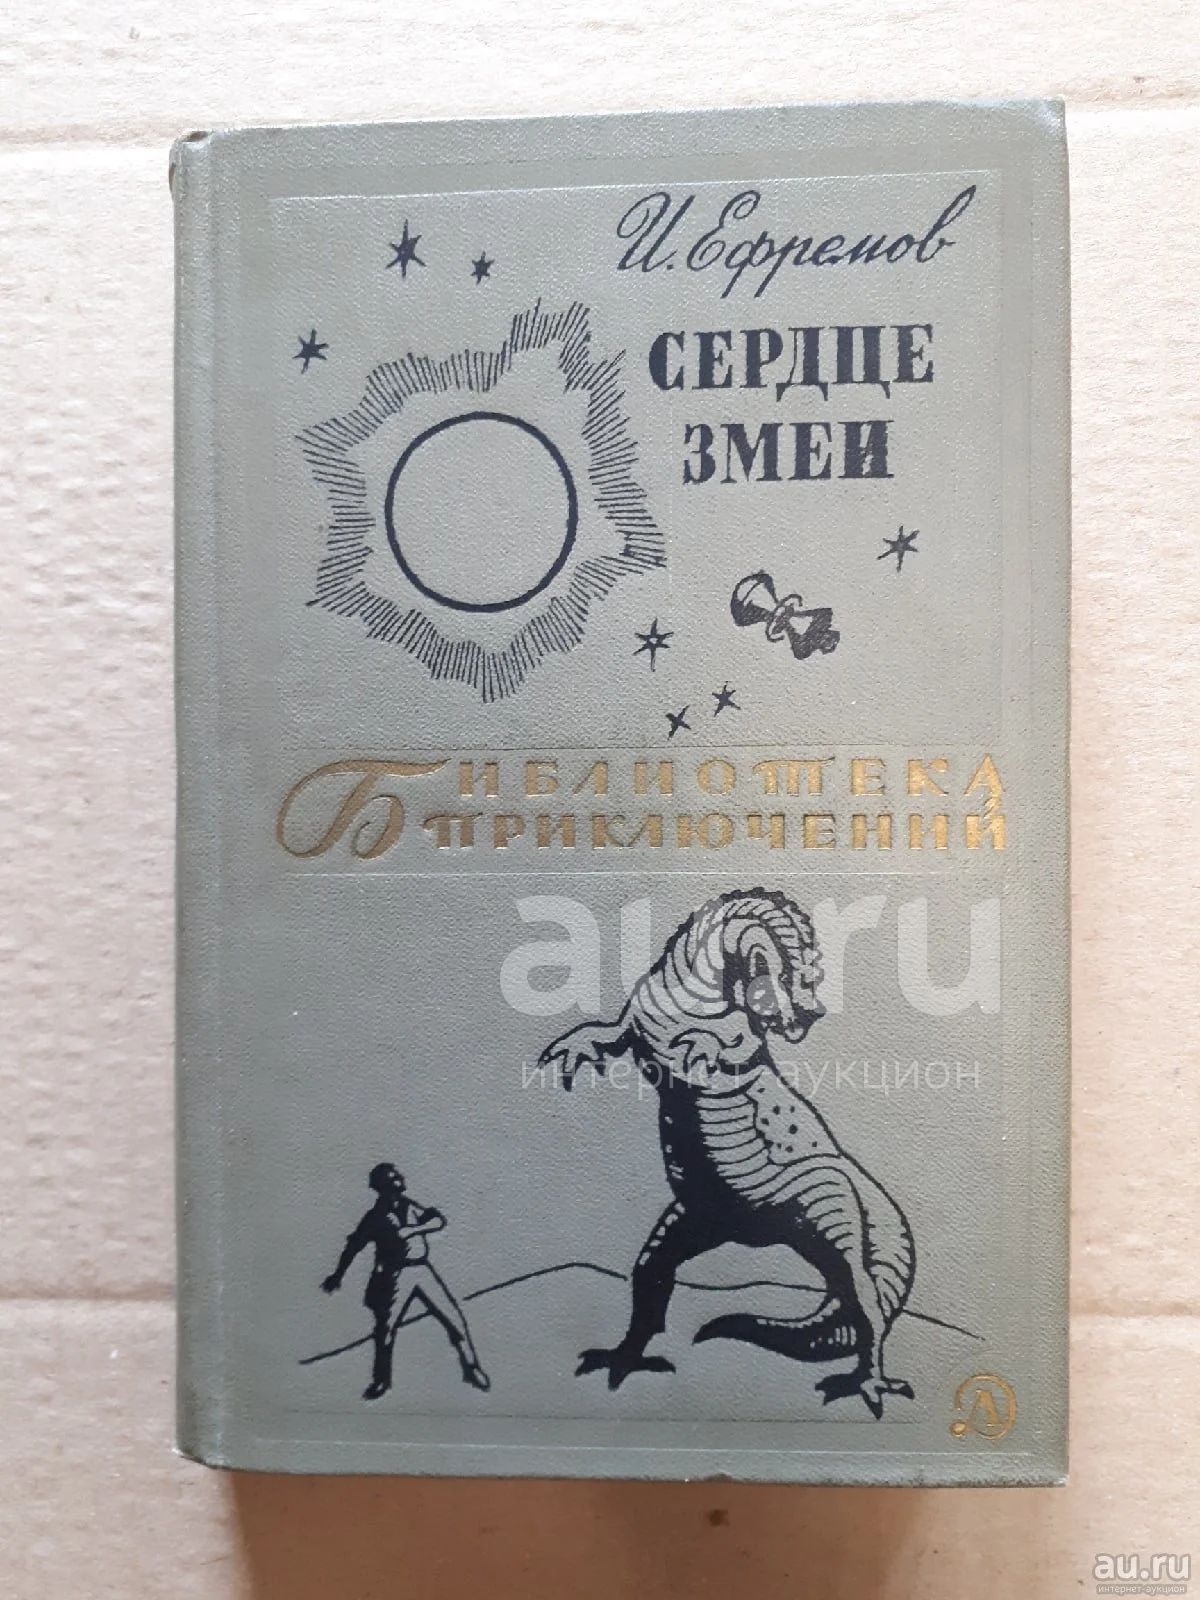 И. Ефремов
СЕРДЦЕ
ЗМЕИ
БИБЛИОТЕКА
ПРИКЛЮЧЕНИЙ
au.ru
интернет-аукцион
Д
au.ru
интернет-аукцион